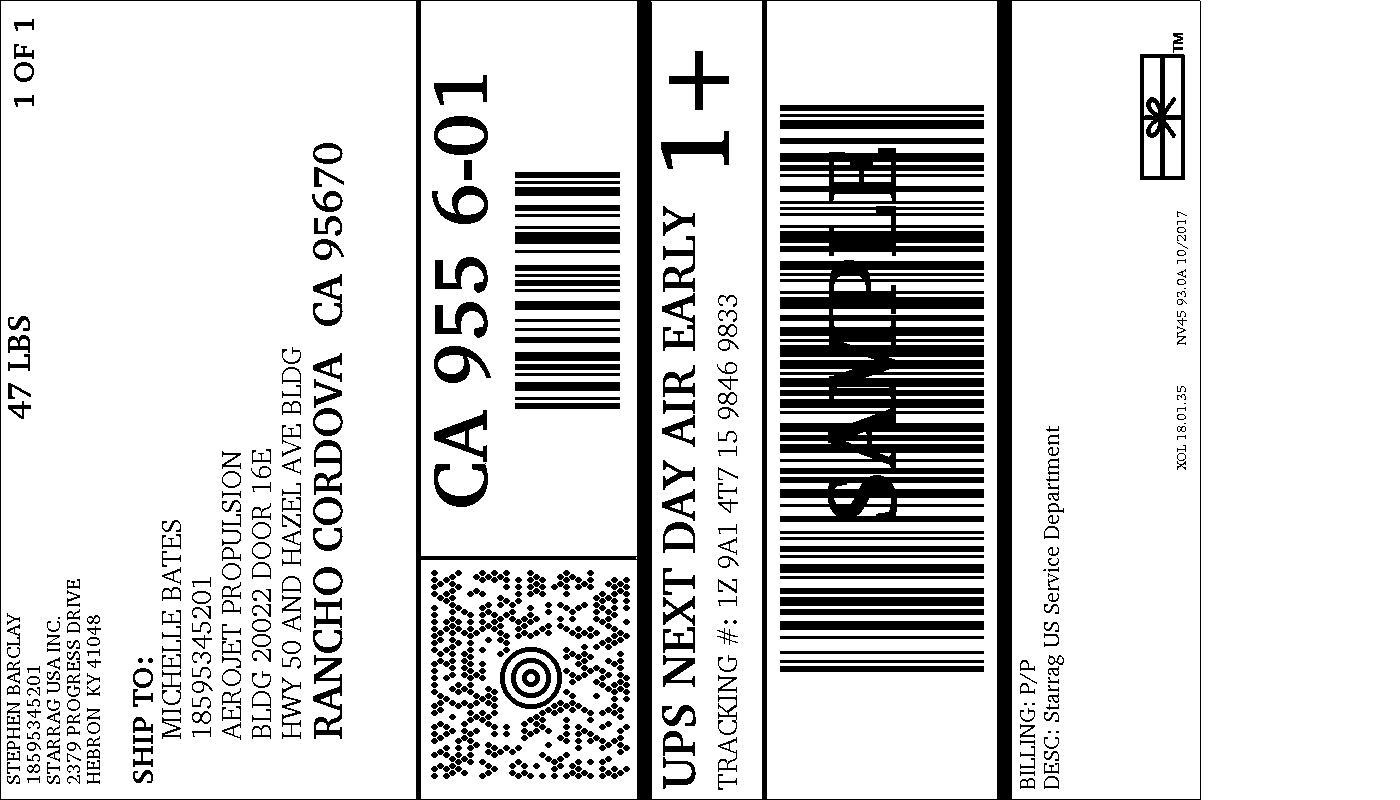 STEPHEN BARCLAY
18595345201
STARRAG USA INC.
2379 PROGRESS DRIVE
HEBRON KY 41048
47 LBS
1 OF 1
SHIP TO:
MICHELLE BATES
18595345201
AEROJET PROPULSION
BLDG 20022 DOOR 16E
HWY 50 AND HAZEL AVE BLDG
RANCHO CORDOVA CA 95670
CA 955 6-01
UPS NEXT DAY AIR EARLY 1+
TRACKING #: 1Z 9A1 4T7 15 9846 9833
SAMPLE
BILLING: P/P
DESC: Starrag US Service Department
XOL 18.01.35 NV45 93.0A 10/2017
TM